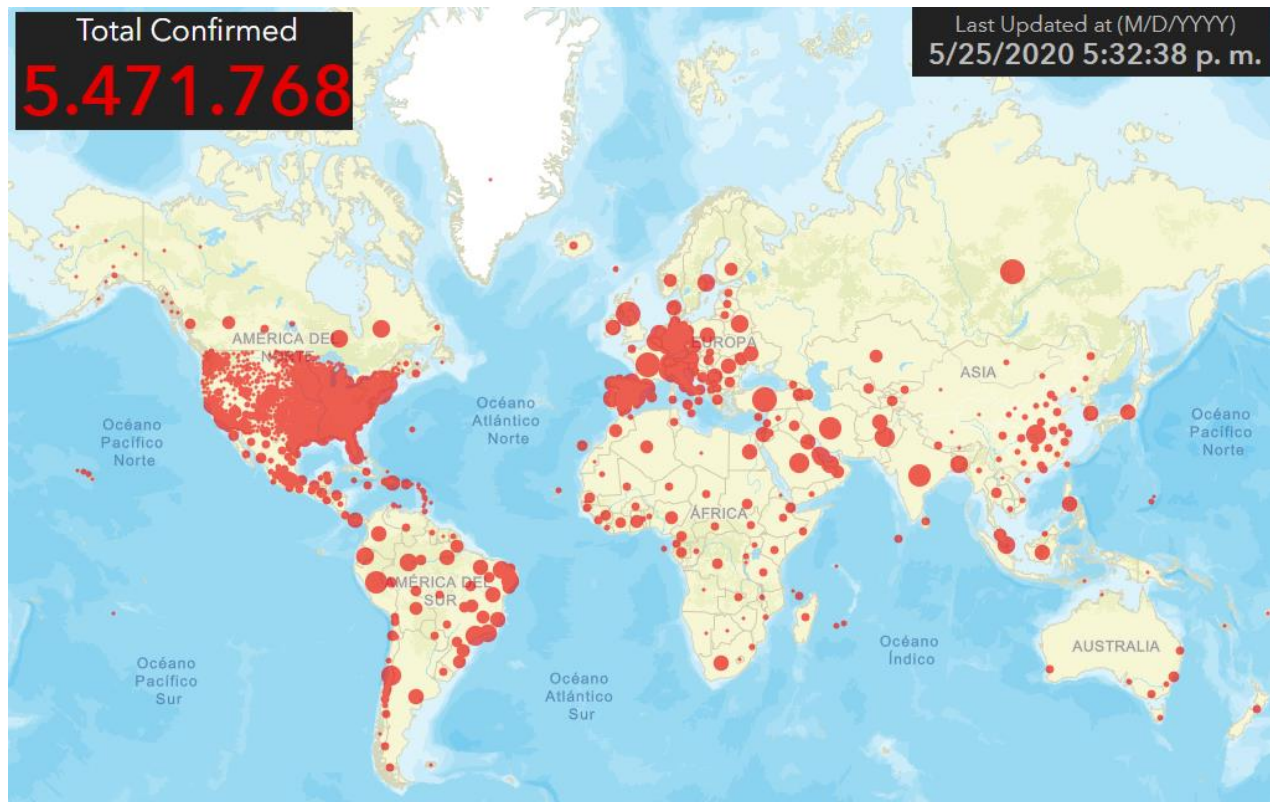 Total Confirmed
5.471.768
Last Updated at (M/D/YYYY)
5/25/2020 5:32:38 p. m.
AMÉRICA DEL
NORTE
EUROPA
ASIA
Océano
Pacífico
Norte
Océano
Atlántico
Norte
Océano
Pacífico
Norte
ÁFRICA
AMÉRICA DEL
SUR
Océano
Índico
AUSTRALIA
Océano
Pacífico
Sur
Océano
Atlántico
Sur